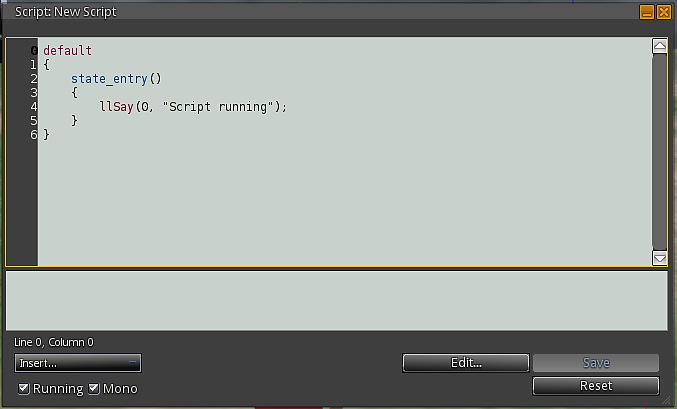 Script: New Script
0 default
1 {
2     state_entry()
3     {
4         llSay(0, "Script running");
5     }
6 }
Line 0, Column 0
Insert...
Edit...
Save
Running
Mono
Reset